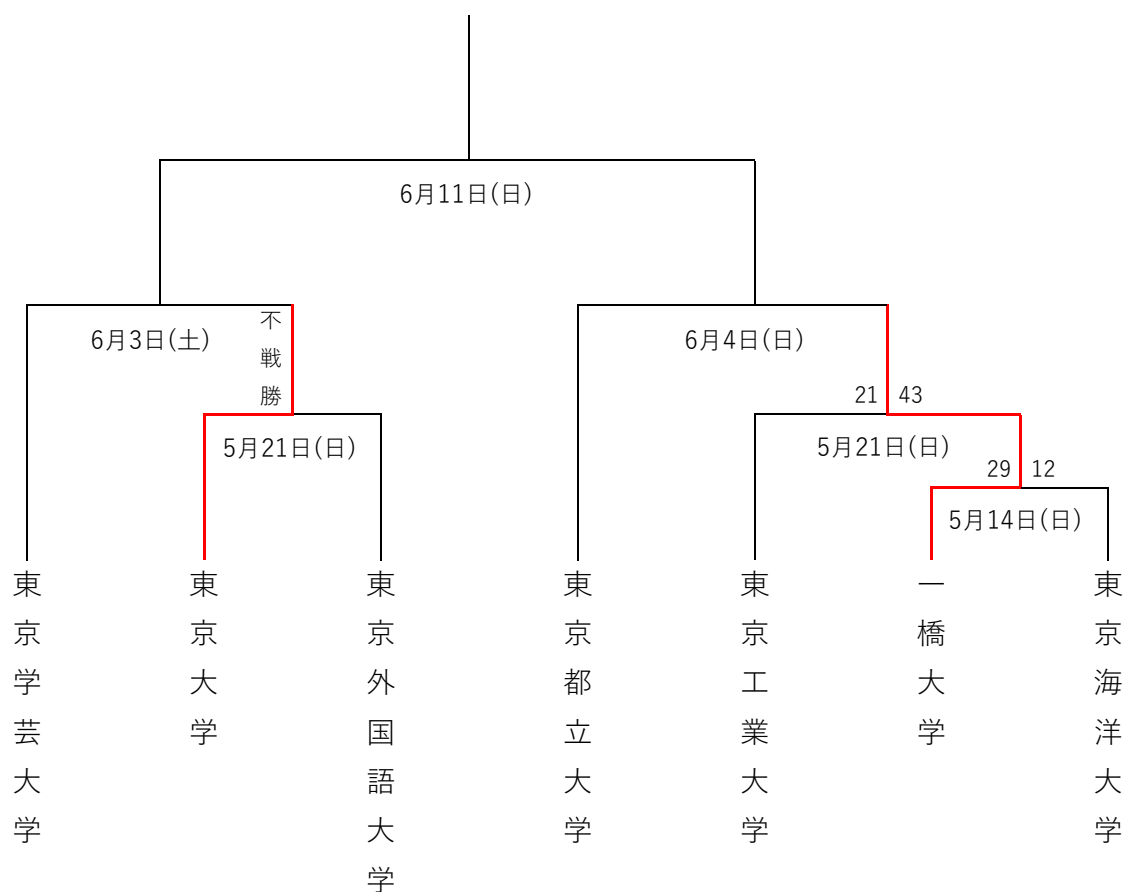 6月11日(日)
6月3日(土)
不戦勝
6月4日(日)
21 43
5月21日(日)
5月21日(日)
29 12
5月14日(日)
東京学芸大学
東京大学
東京外国語大学
東京都立大学
東京工業大学
一橋大学
東京海洋大学